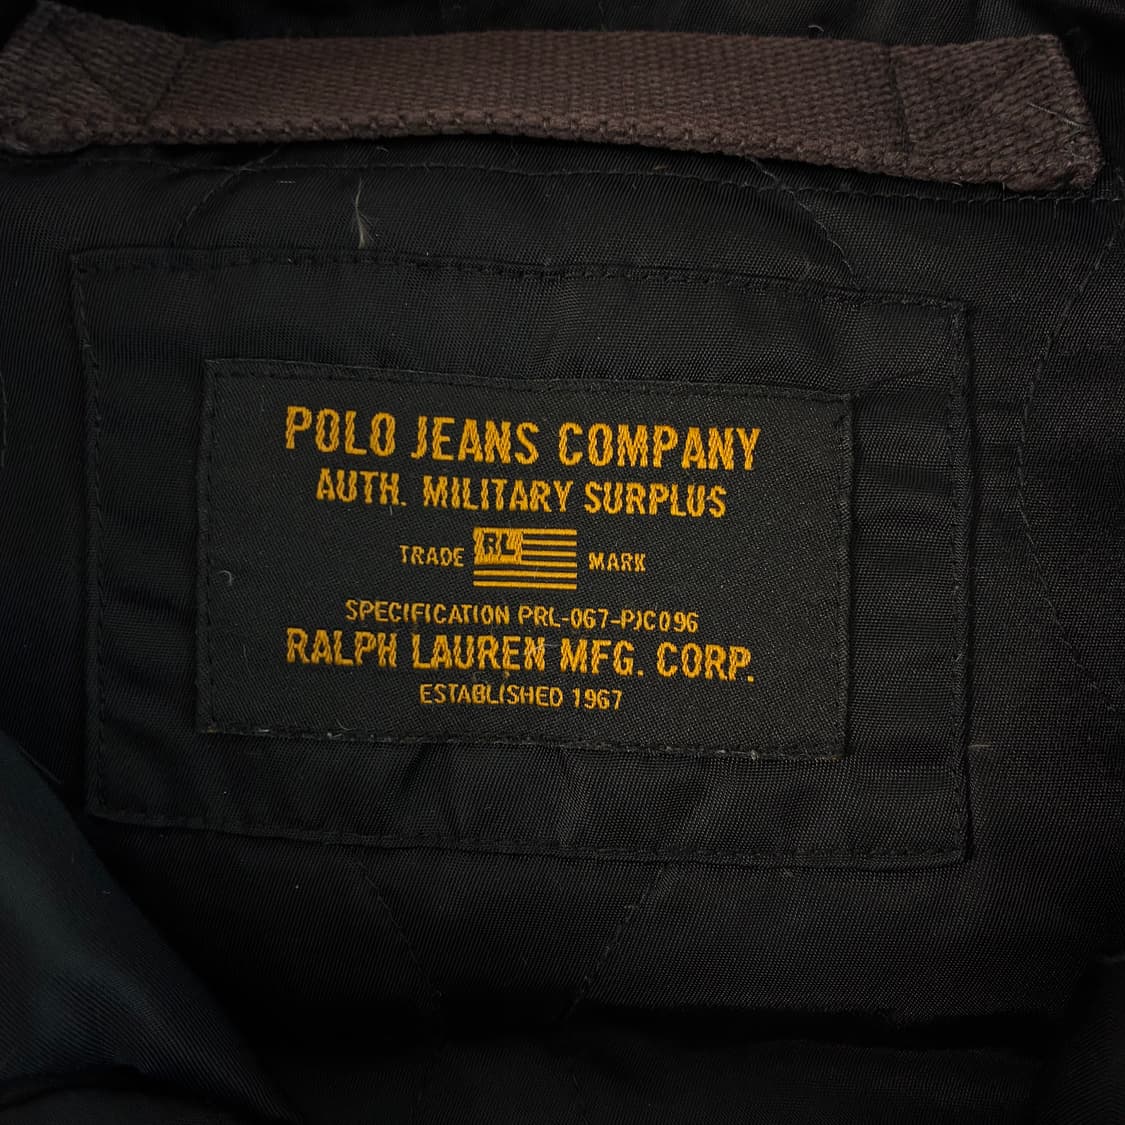 POLO JEANS COMPANY
AUTH. MILITARY SURPLUS
TRADE RL MARK
SPECIFICATION PRL-067-PJC096
RALPH LAUREN MFG. CORP.
ESTABLISHED 1967